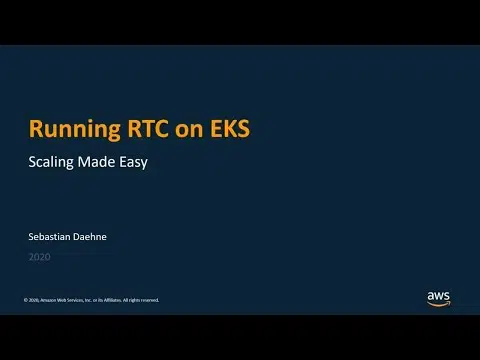 Running RTC on EKS
Scaling Made Easy
Sebastian Daehne
2020
© 2020, Amazon Web Services, Inc. or its Affiliates. All rights reserved.
aws